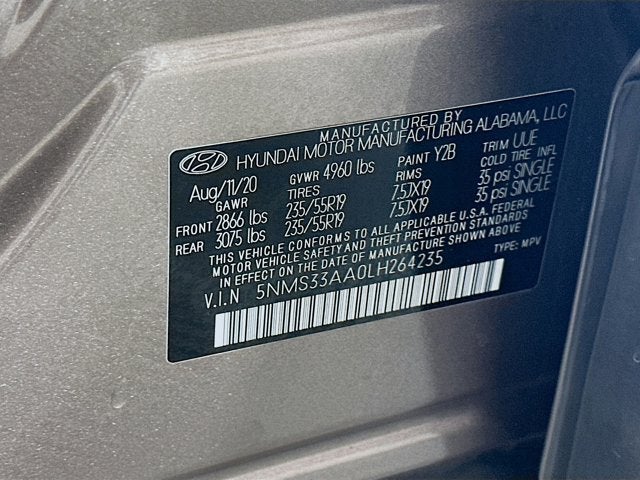 MANUFACTURED BY
HYUNDAI MOTOR MANUFACTURING ALABAMA, LLC
Aug/11/20 GVWR 4960 lbs PAINT Y2B TRIM UUE
GAWR TIRES RIMS COLD TIRE INFL
FRONT 2866 lbs 235/55R19 7.5JX19 35 psi SINGLE
REAR 3075 lbs 235/55R19 7.5JX19 35 psi SINGLE
THIS VEHICLE CONFORMS TO ALL APPLICABLE U.S.A. FEDERAL
MOTOR VEHICLE SAFETY AND THEFT PREVENTION STANDARDS
IN EFFECT ON THE DATE OF MANUFACTURE SHOWN ABOVE
V.I.N 5NMS33AA0LH264235 TYPE: MPV